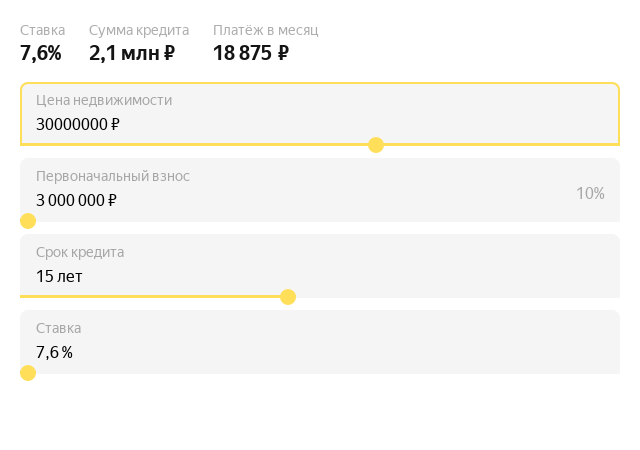 Ставка Сумма кредита Платёж в месяц
7,6% 2,1 млн ₽ 18 875 ₽
Цена недвижимости
30000000 ₽
Первоначальный взнос
3 000 000 ₽
10%
Срок кредита
15 лет
Ставка
7,6 %